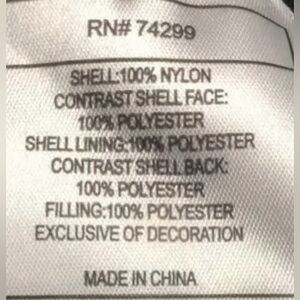 RN# 74299
SHELL:100% NYLON
CONTRAST SHELL FACE:
100% POLYESTER
SHELL LINING:100% POLYESTER
CONTRAST SHELL BACK:
100% POLYESTER
FILLING:100% POLYESTER
EXCLUSIVE OF DECORATION
MADE IN CHINA